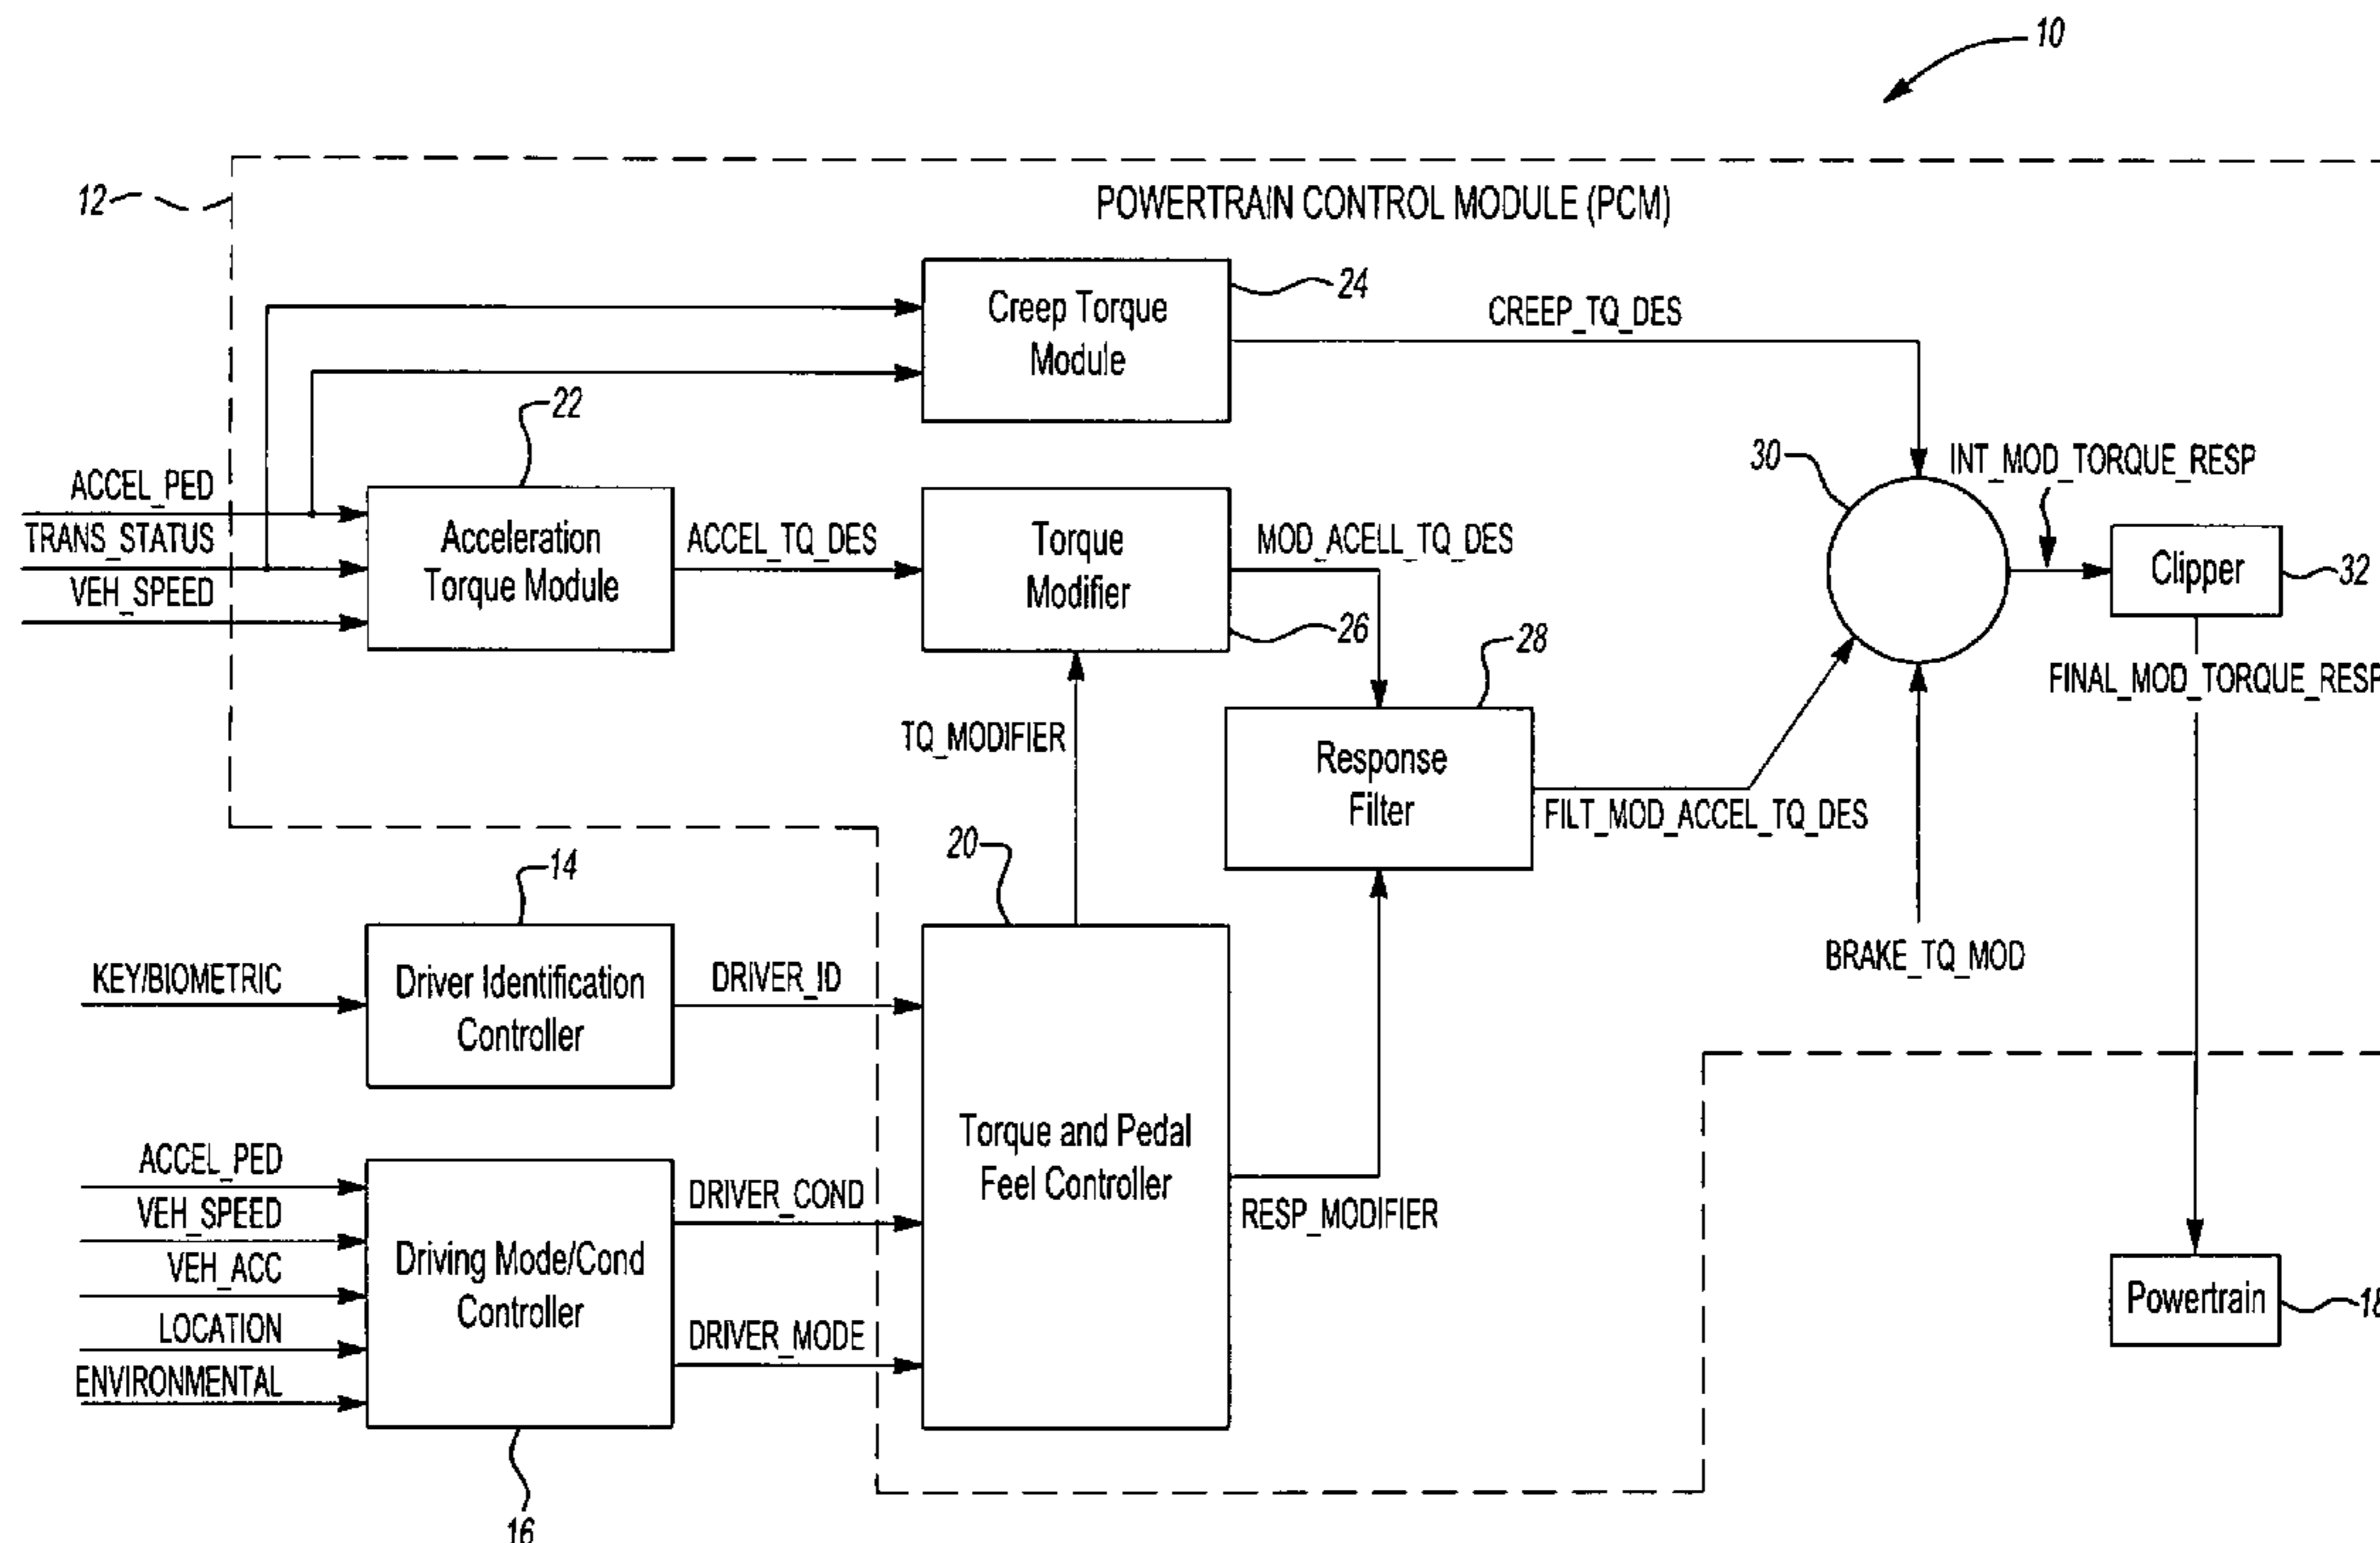 10
12
POWERTRAIN CONTROL MODULE (PCM)
Creep Torque
Module
24
CREEP_TQ_DES
22
ACCEL_PED
TRANS_STATUS
VEH_SPEED
Acceleration
Torque Module
ACCEL_TQ_DES
Torque
Modifier
26
MOD_ACELL_TQ_DES
30
INT_MOD_TORQUE_RESP
Clipper
32
FINAL_MOD_TORQUE_RESP
TQ_MODIFIER
28
Response
Filter
FILT_MOD_ACCEL_TQ_DES
BRAKE_TQ_MOD
14
KEY/BIOMETRIC
Driver Identification
Controller
DRIVER_ID
20
Torque and Pedal
Feel Controller
RESP_MODIFIER
ACCEL_PED
VEH_SPEED
VEH_ACC
LOCATION
ENVIRONMENTAL
Driving Mode/Cond
Controller
DRIVER_COND
DRIVER_MODE
16
Powertrain
18